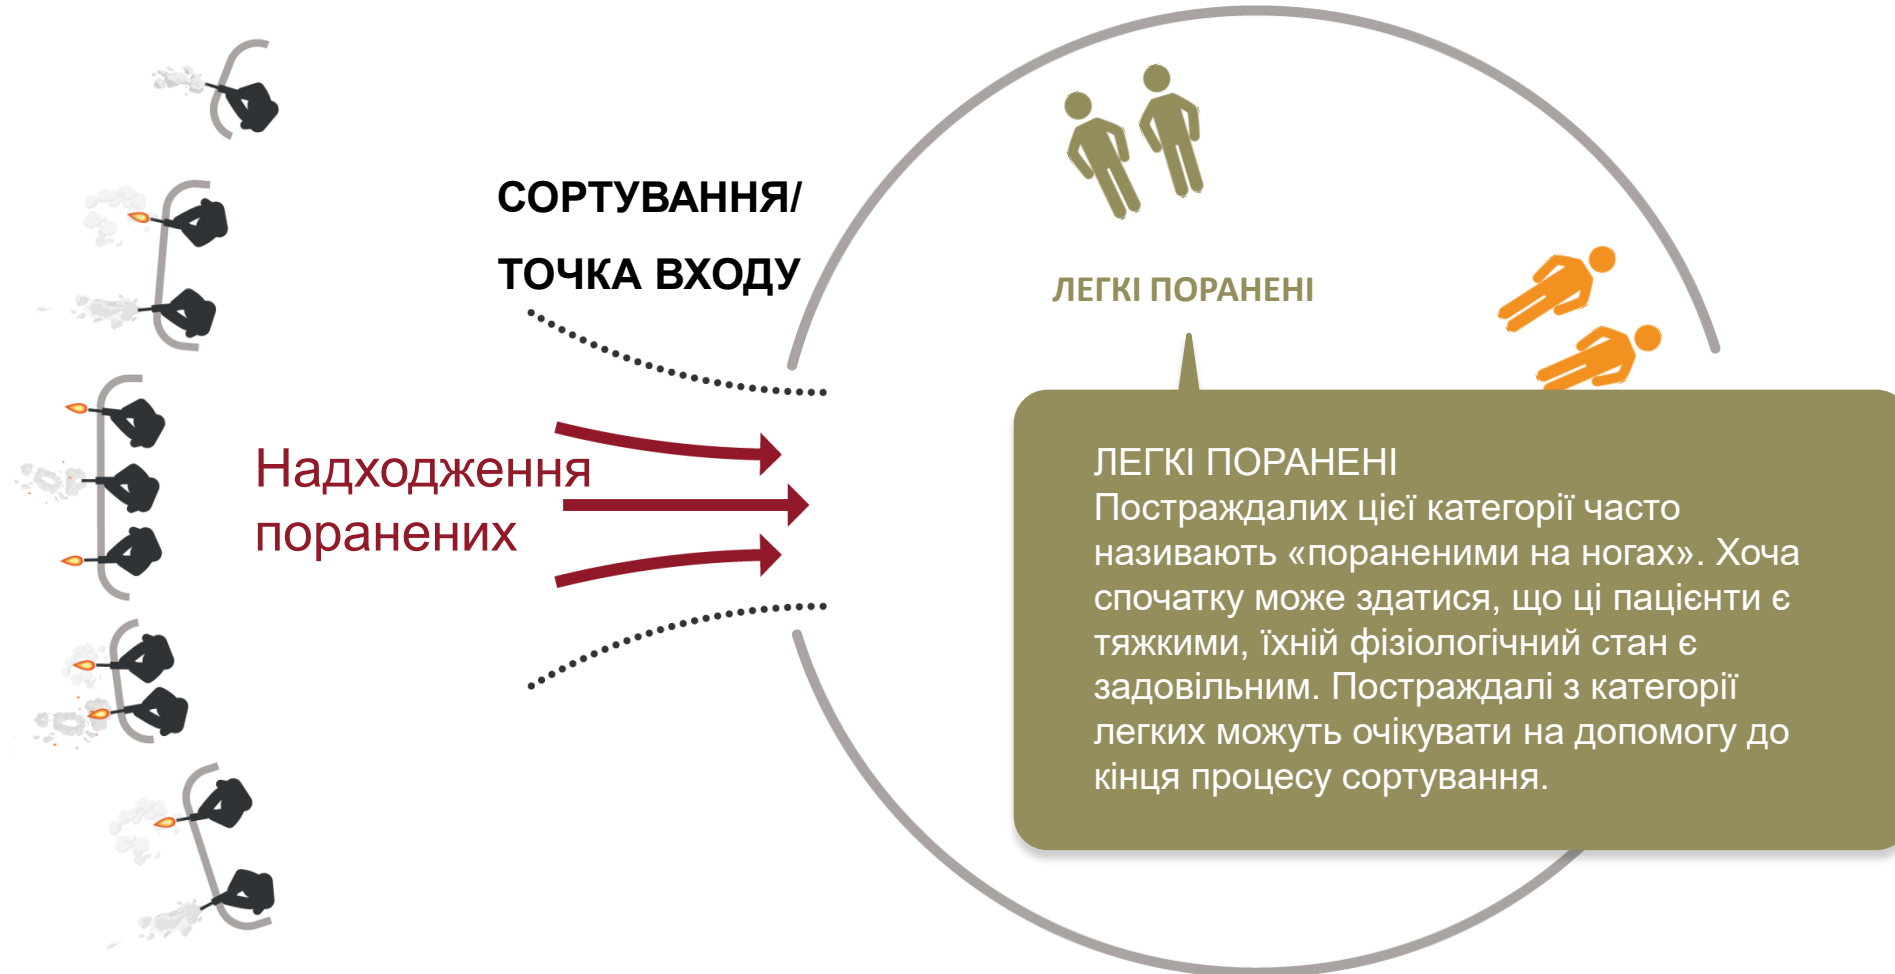 СОРТУВАННЯ/
ТОЧКА ВХОДУ
ЛЕГКІ ПОРАНЕНІ
Надходження
поранених
ЛЕГКІ ПОРАНЕНІ
Постраждалих цієї категорії часто
називають «пораненими на ногах». Хоча
спочатку може здатися, що ці пацієнти є
тяжкими, їхній фізіологічний стан є
задовільним. Постраждалі з категорії
легких можуть очікувати на допомогу до
кінця процесу сортування.